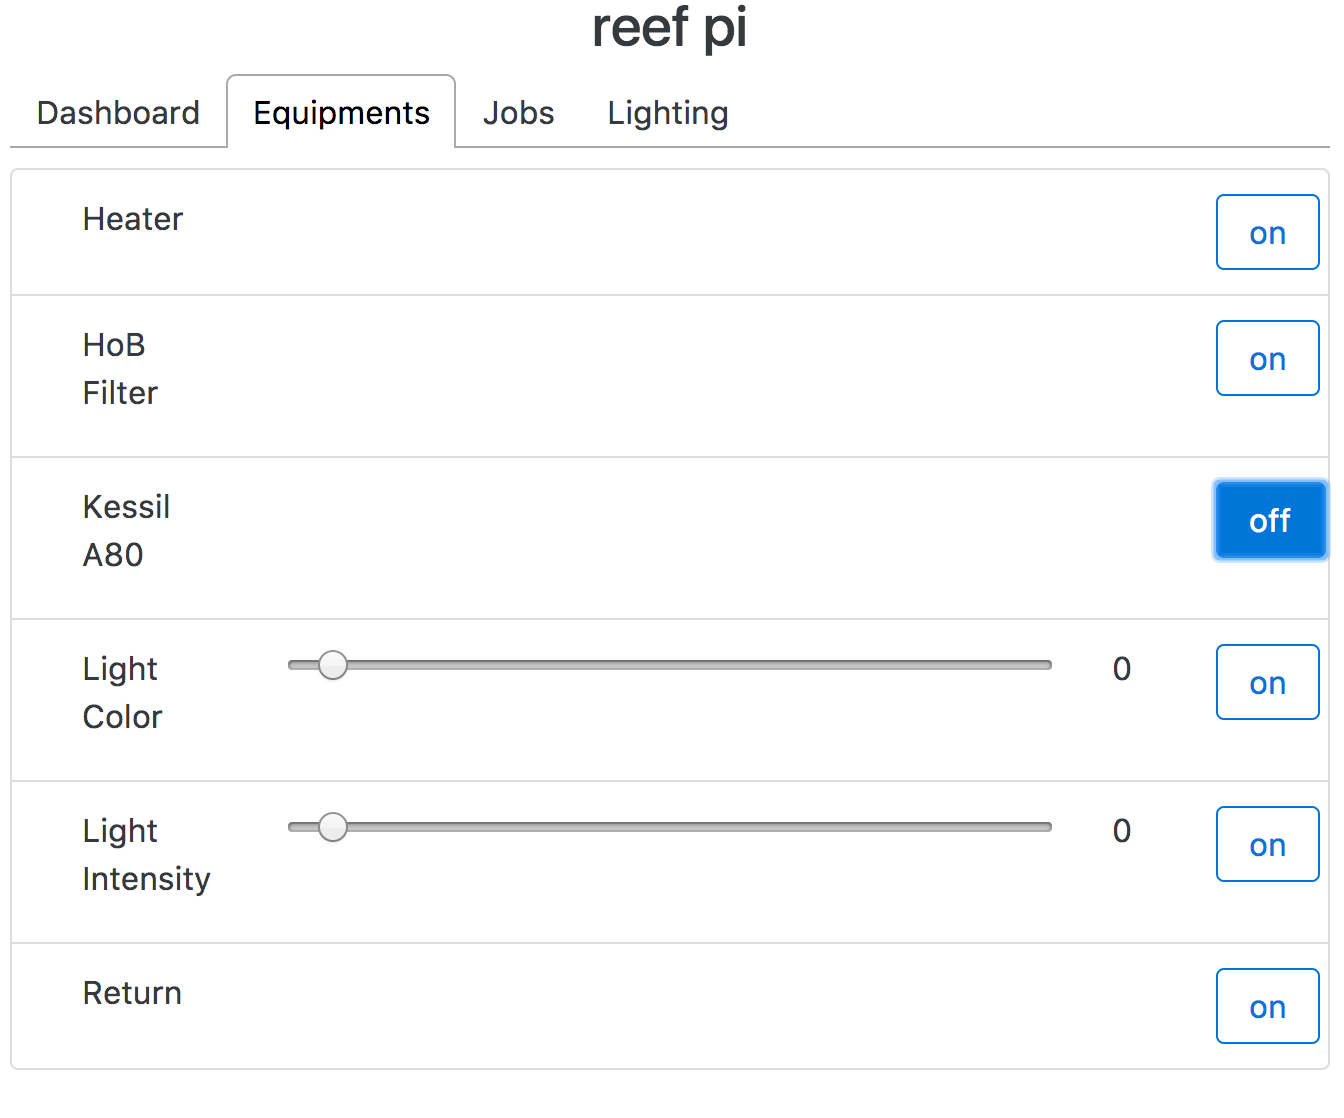 reef pi
Dashboard Equipments Jobs Lighting
Heater on
HoB on
Filter
Kessil off
A80
Light 0 on
Color
Light 0 on
Intensity
Return on